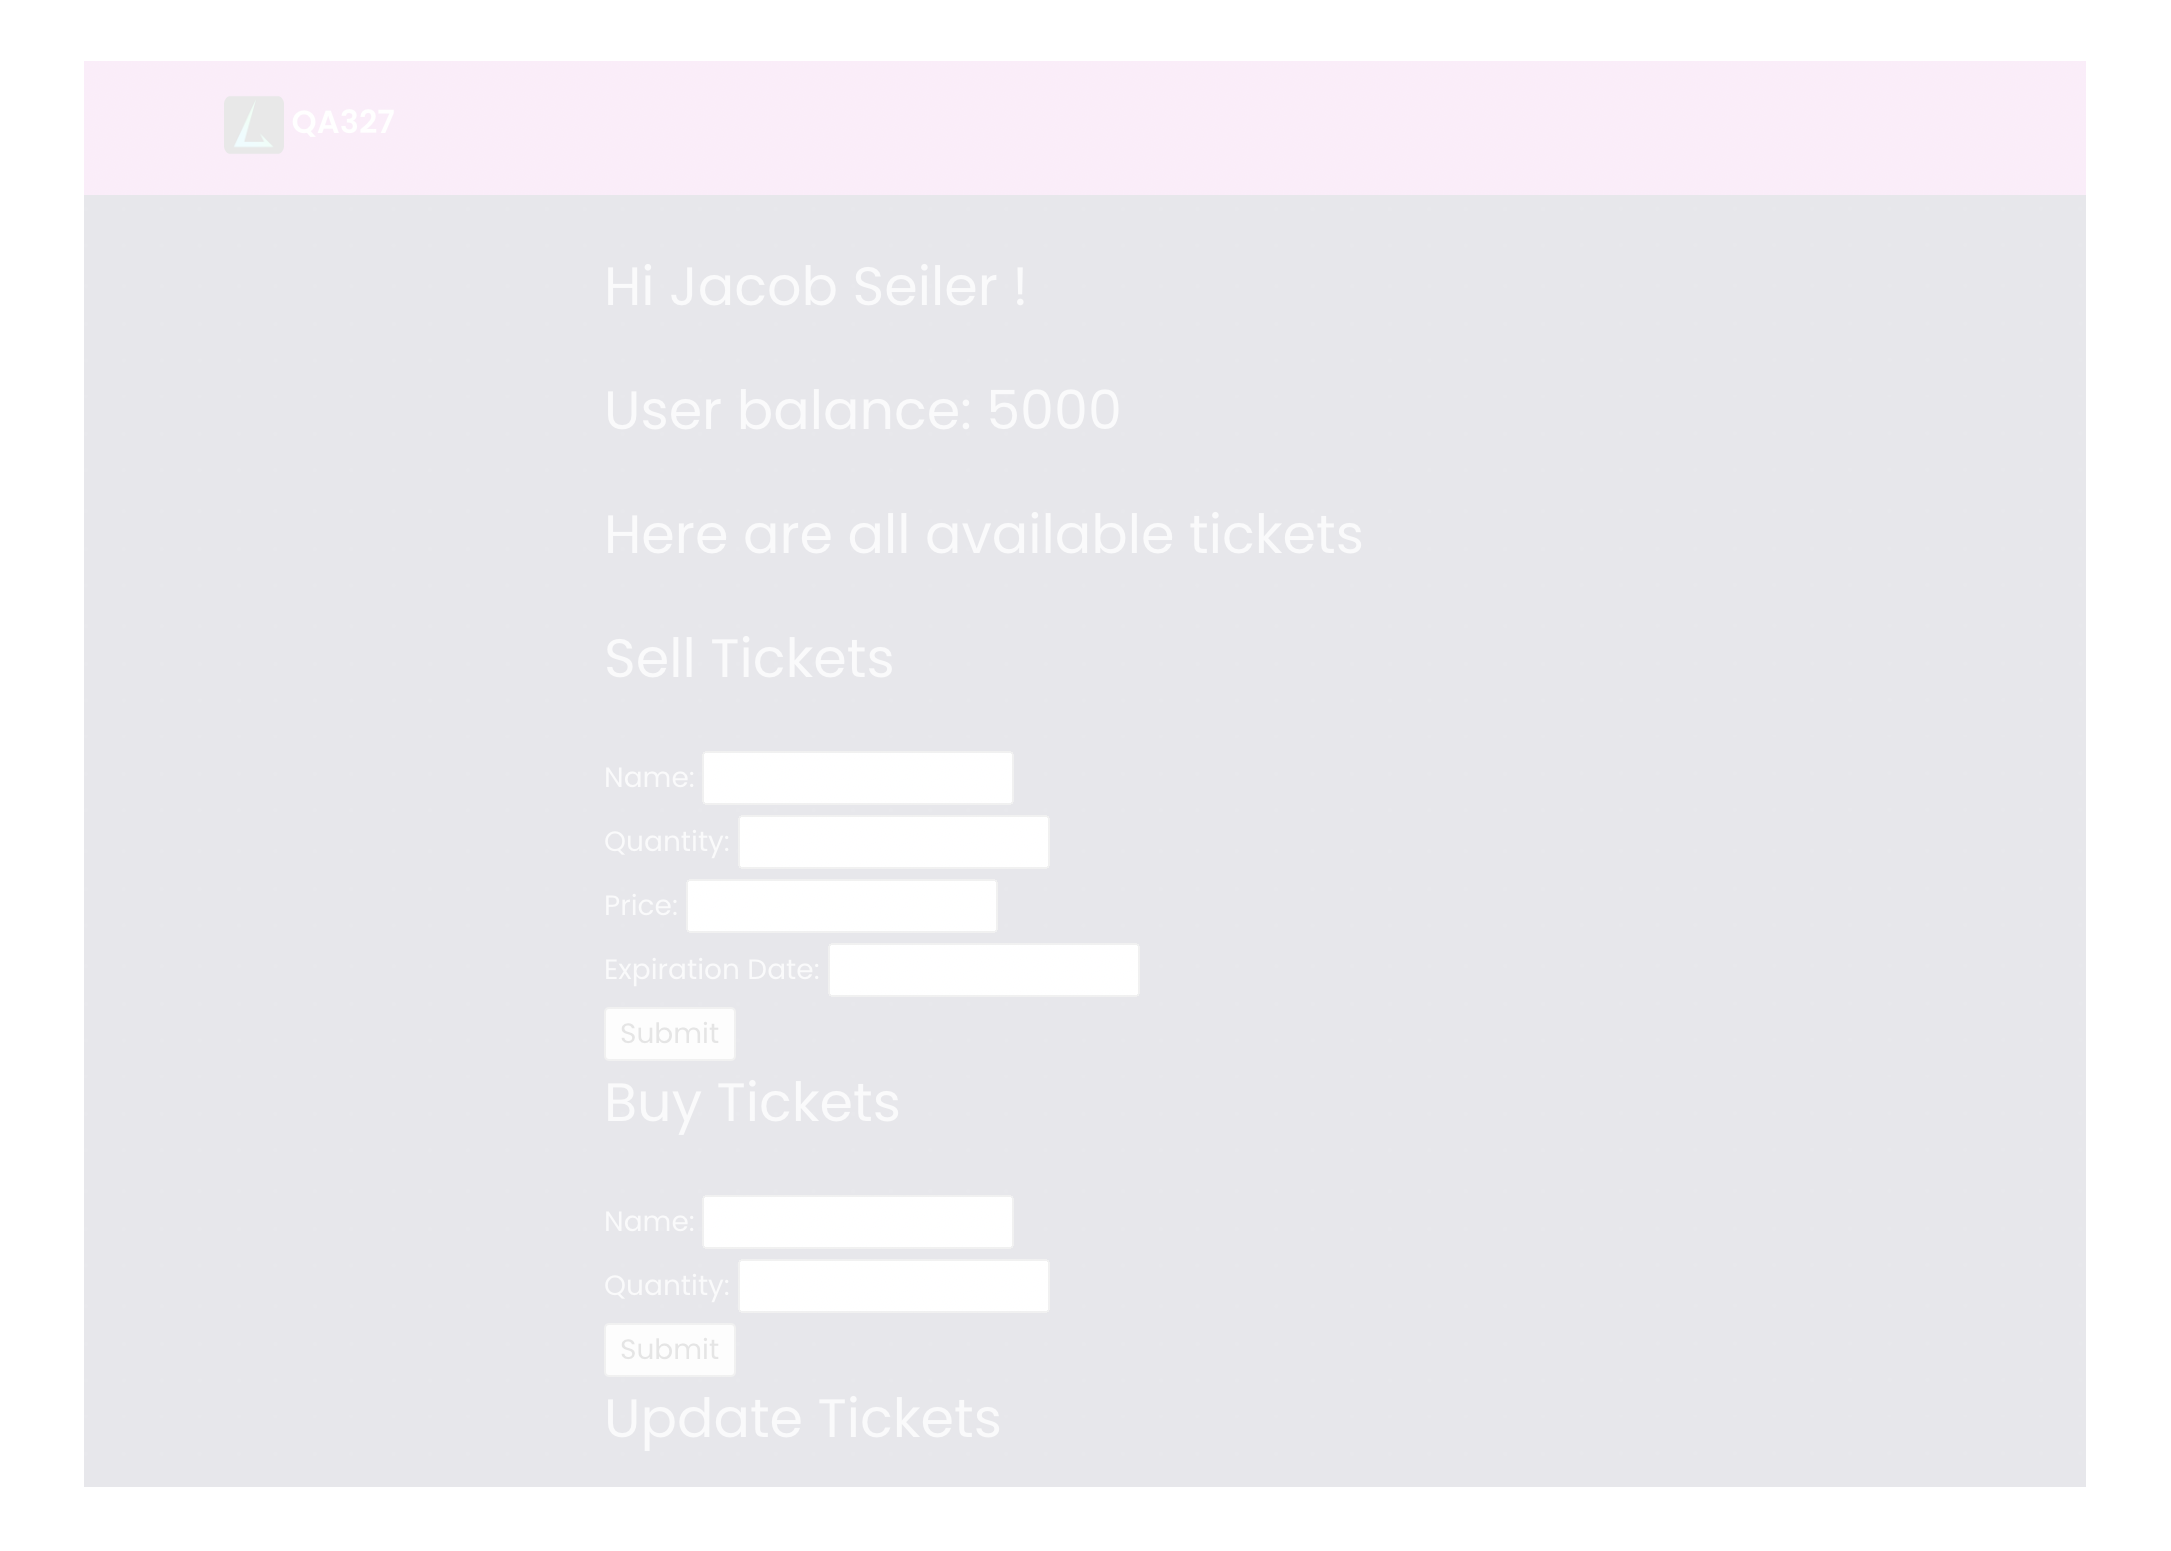 QA327
Hi Jacob Seiler !
User balance: 5000
Here are all available tickets
Sell Tickets
Name:
Quantity:
Price:
Expiration Date:
Submit
Buy Tickets
Name:
Quantity:
Submit
Update Tickets